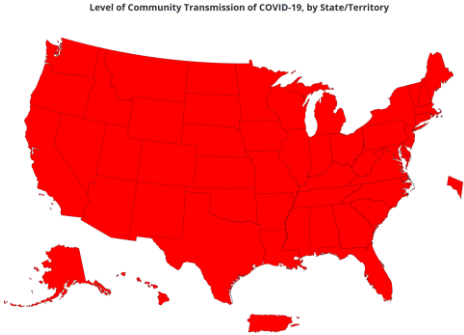 Level of Community Transmission of COVID-19, by State/Territory